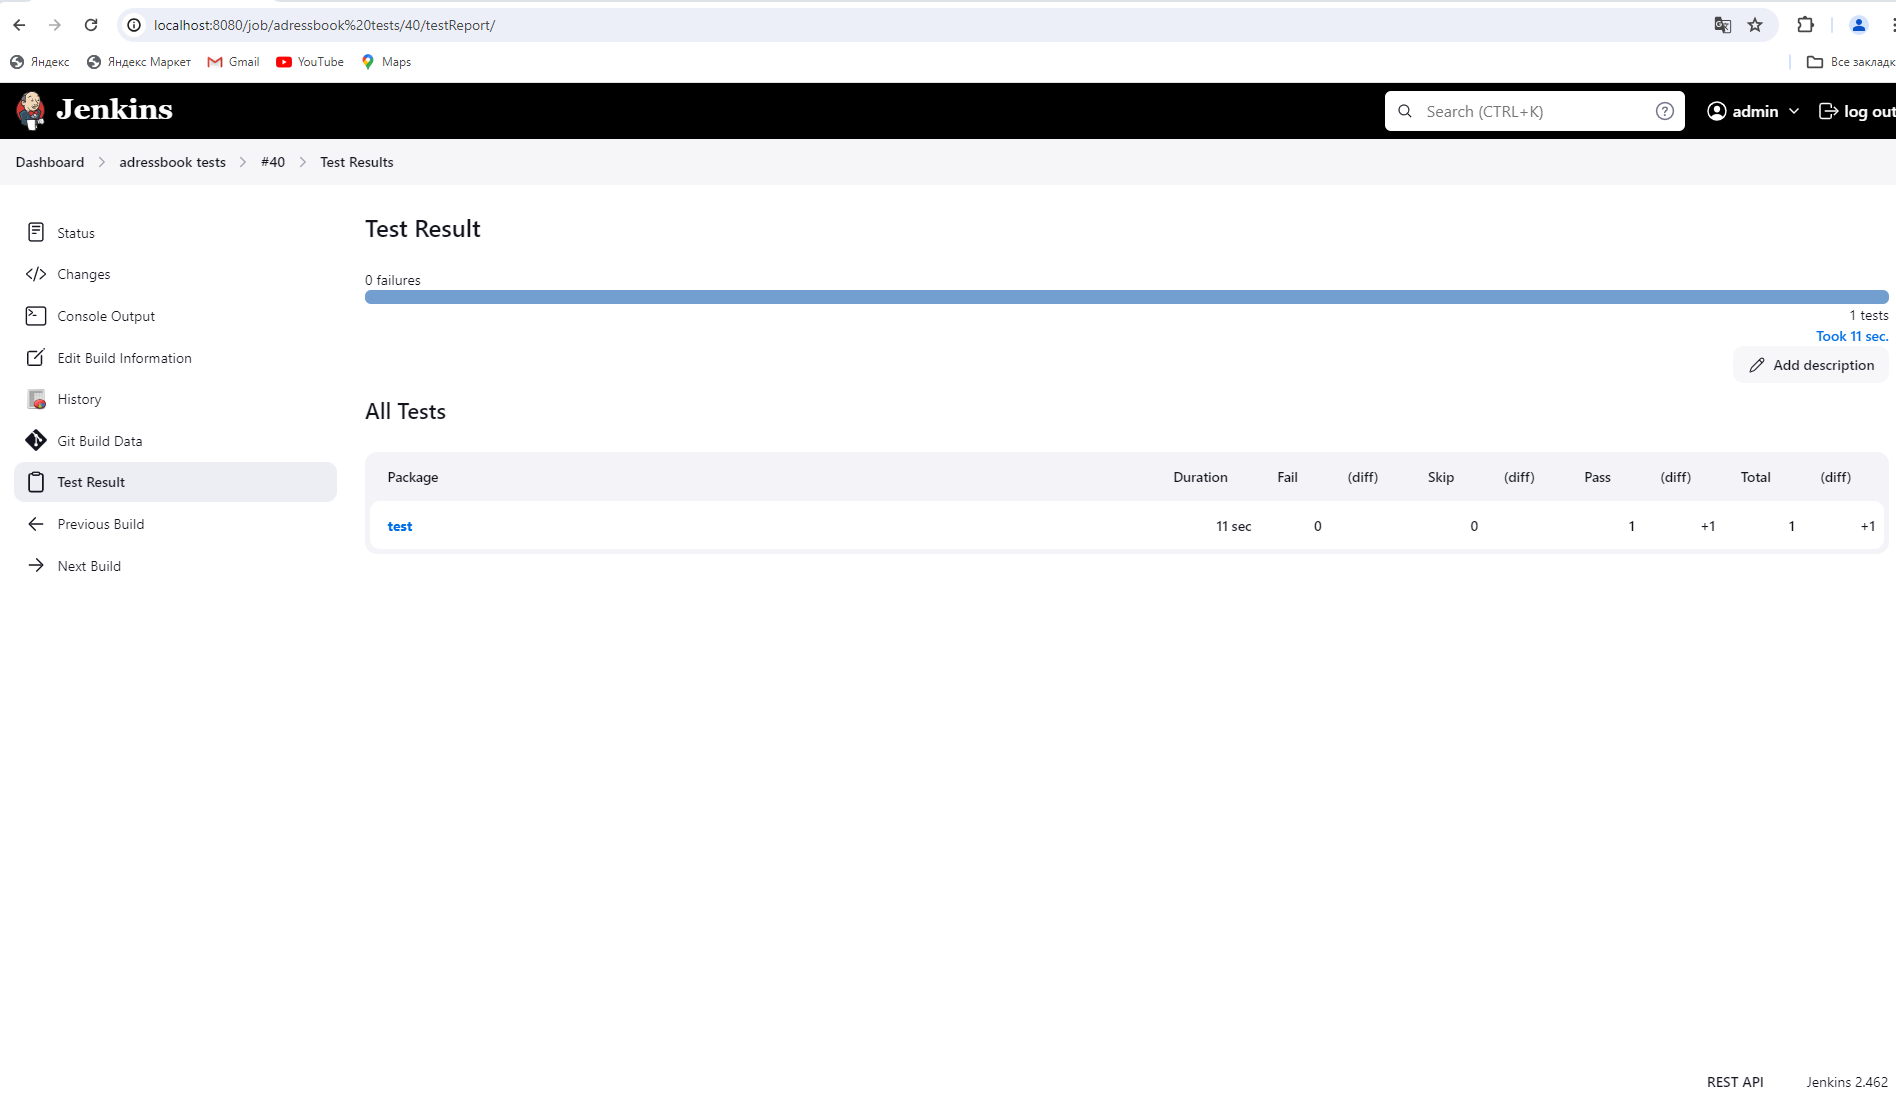 localhost:8080/job/adressbook%20tests/40/testReport/
Яндекс Яндекс Маркет Gmail YouTube Maps Все закладк
Jenkins Search (CTRL+K) admin log out
Dashboard adressbook tests #40 Test Results
Status
Changes
Console Output
Edit Build Information
History
Git Build Data
Test Result
Previous Build
Next Build
Test Result
0 failures
1 tests
Took 11 sec.
Add description
All Tests
Package Duration Fail (diff) Skip (diff) Pass (diff) Total (diff)
test 11 sec 0 0 1 +1 1 +1
REST API Jenkins 2.462